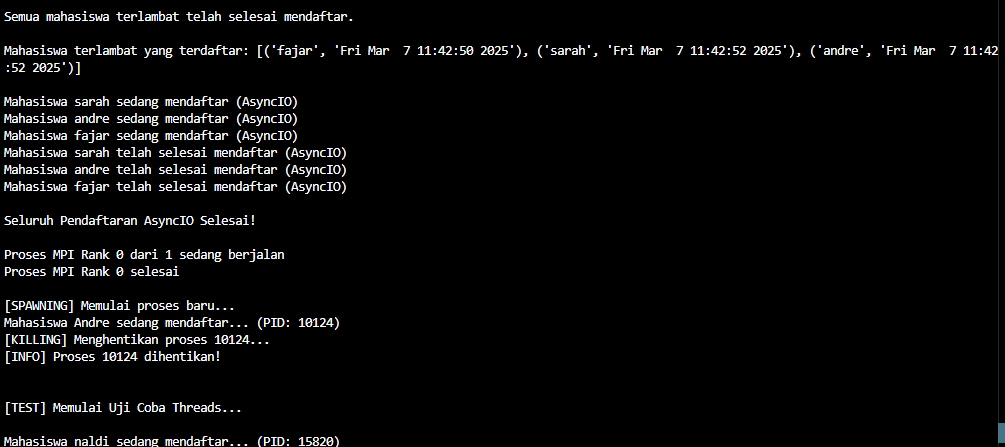 Semua mahasiswa terlambat telah selesai mendaftar.
Mahasiswa terlambat yang terdaftar: [('fajar', 'Fri Mar  7 11:42:50 2025'), ('sarah', 'Fri Mar  7 11:42:52 2025'), ('andre', 'Fri Mar  7 11:42
:52 2025')]
Mahasiswa sarah sedang mendaftar (AsyncIO)
Mahasiswa andre sedang mendaftar (AsyncIO)
Mahasiswa fajar sedang mendaftar (AsyncIO)
Mahasiswa sarah telah selesai mendaftar (AsyncIO)
Mahasiswa andre telah selesai mendaftar (AsyncIO)
Mahasiswa fajar telah selesai mendaftar (AsyncIO)
Seluruh Pendaftaran AsyncIO Selesai!
Proses MPI Rank 0 dari 1 sedang berjalan
Proses MPI Rank 0 selesai
[SPAWNING] Memulai proses baru...
Mahasiswa Andre sedang mendaftar... (PID: 10124)
[KILLING] Menghentikan proses 10124...
[INFO] Proses 10124 dihentikan!
[TEST] Memulai Uji Coba Threads...
Mahasiswa naldi sedang mendaftar... (PID: 15820)